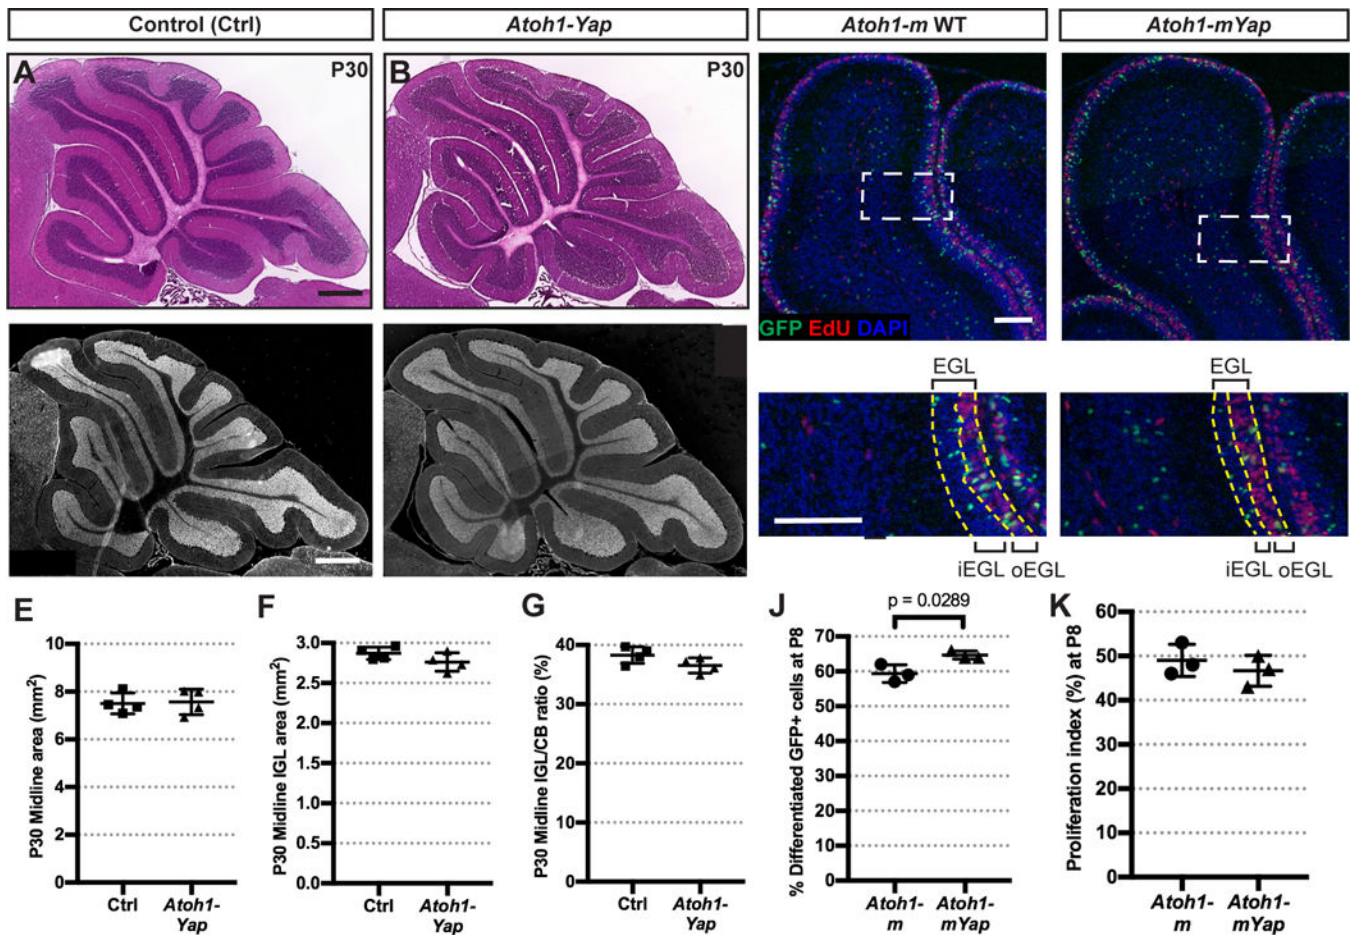 Control (Ctrl)
Atoh1-Yap
Atoh1-m WT
Atoh1-mYap
A
P30
B
P30
GFP EdU DAPI
EGL
EGL
iEGL oEGL
iEGL oEGL
E
P30 Midline area (mm²)
10
8
6
4
2
0
Ctrl
Atoh1-
Yap
F
P30 Midline IGL area (mm²)
3.0
2.5
2.0
1.5
1.0
0.5
0.0
Ctrl
Atoh1-
Yap
G
P30 Midline IGL/CB ratio (%)
40
30
20
10
0
Ctrl
Atoh1-
Yap
J
p = 0.0289
% Differentiated GFP+ cells at P8
70
60
50
40
30
20
10
0
Atoh1-
m
Atoh1-
mYap
K
Proliferation index (%) at P8
60
50
40
30
20
10
0
Atoh1-
m
Atoh1-
mYap